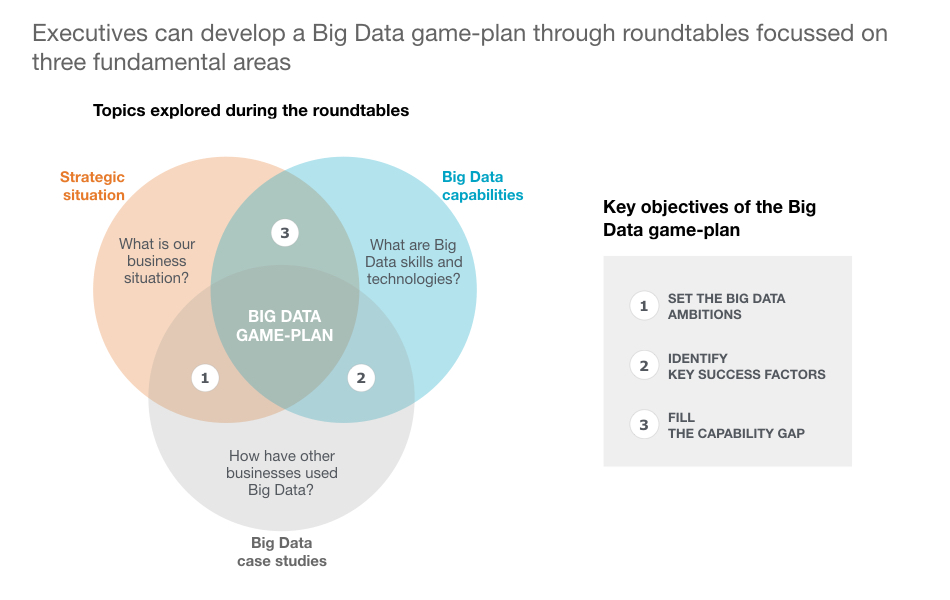 Executives can develop a Big Data game-plan through roundtables focussed on
three fundamental areas
Topics explored during the roundtables
Strategic
situation
Big Data
capabilities
3
What is our
business
situation?
What are Big
Data skills and
technologies?
BIG DATA
GAME-PLAN
1
2
How have other
businesses used
Big Data?
Big Data
case studies
Key objectives of the Big
Data game-plan
1 SET THE BIG DATA
AMBITIONS
2 IDENTIFY
KEY SUCCESS FACTORS
3 FILL
THE CAPABILITY GAP